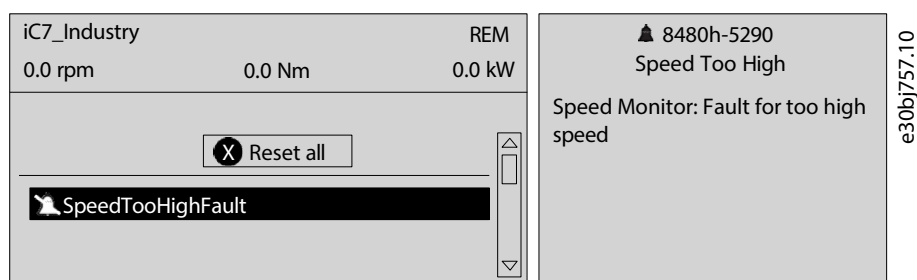 iC7_Industry REM
0.0 rpm 0.0 Nm 0.0 kW
X Reset all
SpeedTooHighFault
8480h-5290
Speed Too High
Speed Monitor: Fault for too high
speed
e30bj757.10